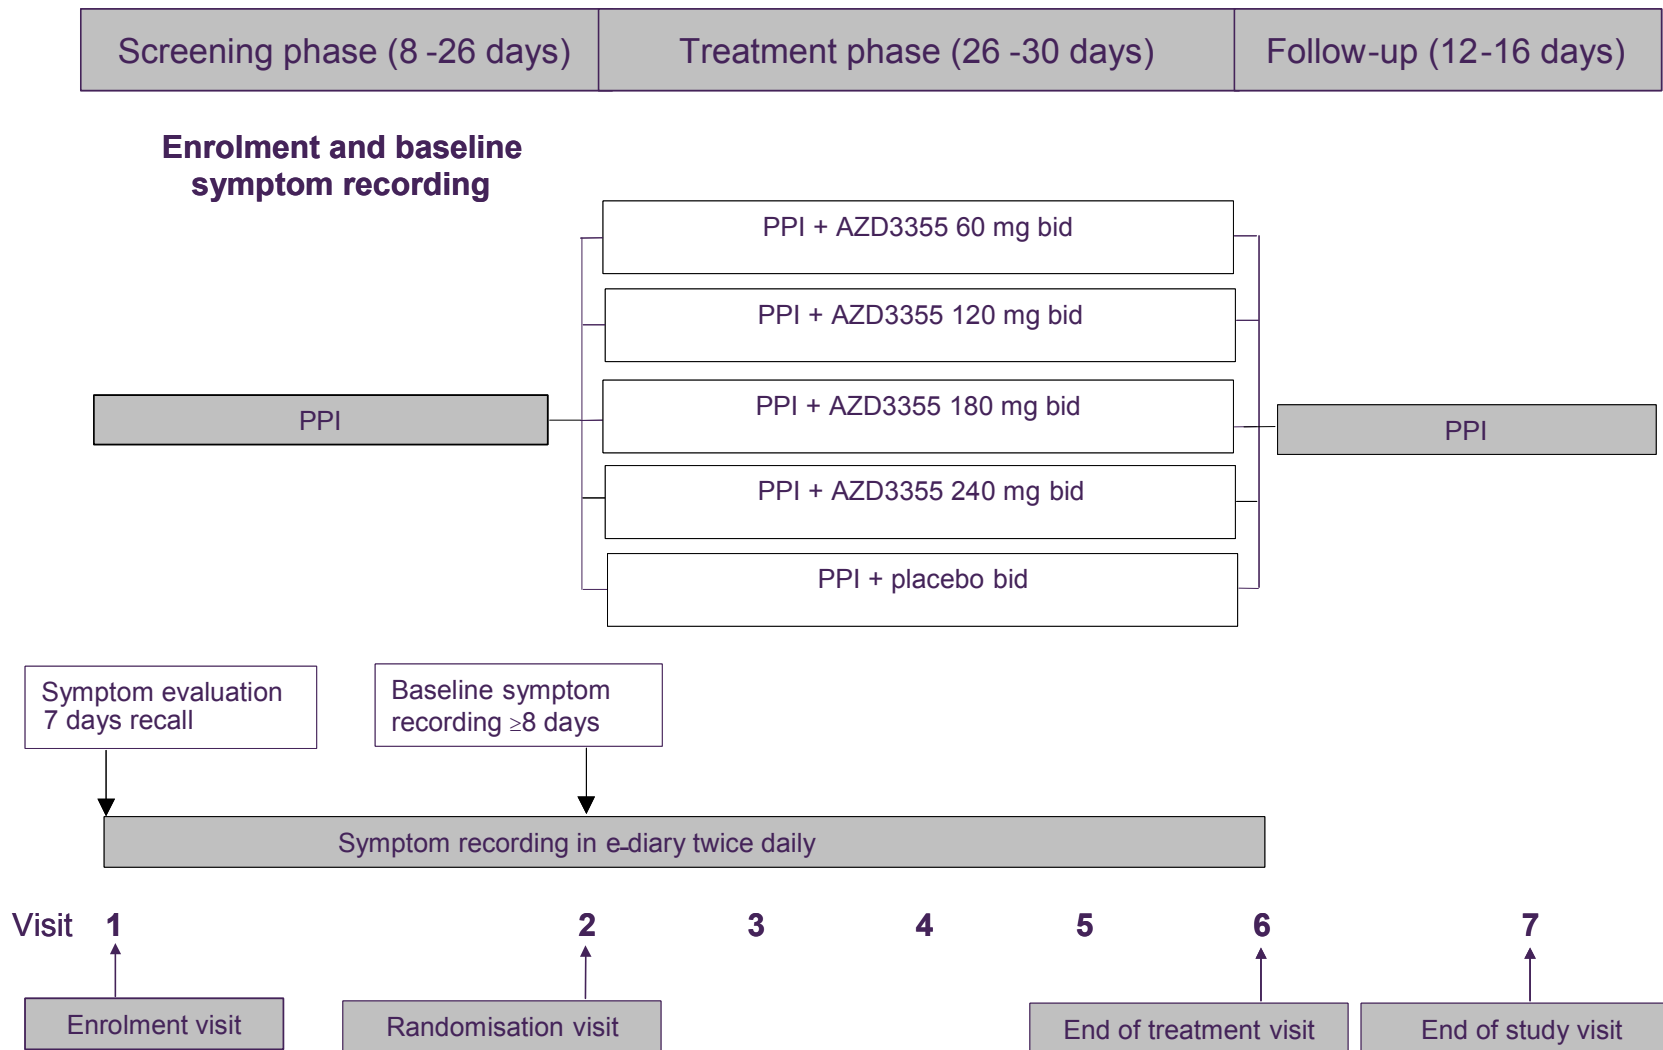 Screening phase (8 -26 days)
Treatment phase (26 -30 days)
Follow-up (12-16 days)
Enrolment and baseline
symptom recording
PPI + AZD3355 60 mg bid
PPI + AZD3355 120 mg bid
PPI + AZD3355 180 mg bid
PPI + AZD3355 240 mg bid
PPI + placebo bid
PPI
PPI
Symptom evaluation
7 days recall
Baseline symptom
recording ≥8 days
Symptom recording in e-diary twice daily
Visit 1 2 3 4 5 6 7
Enrolment visit
Randomisation visit
End of treatment visit
End of study visit